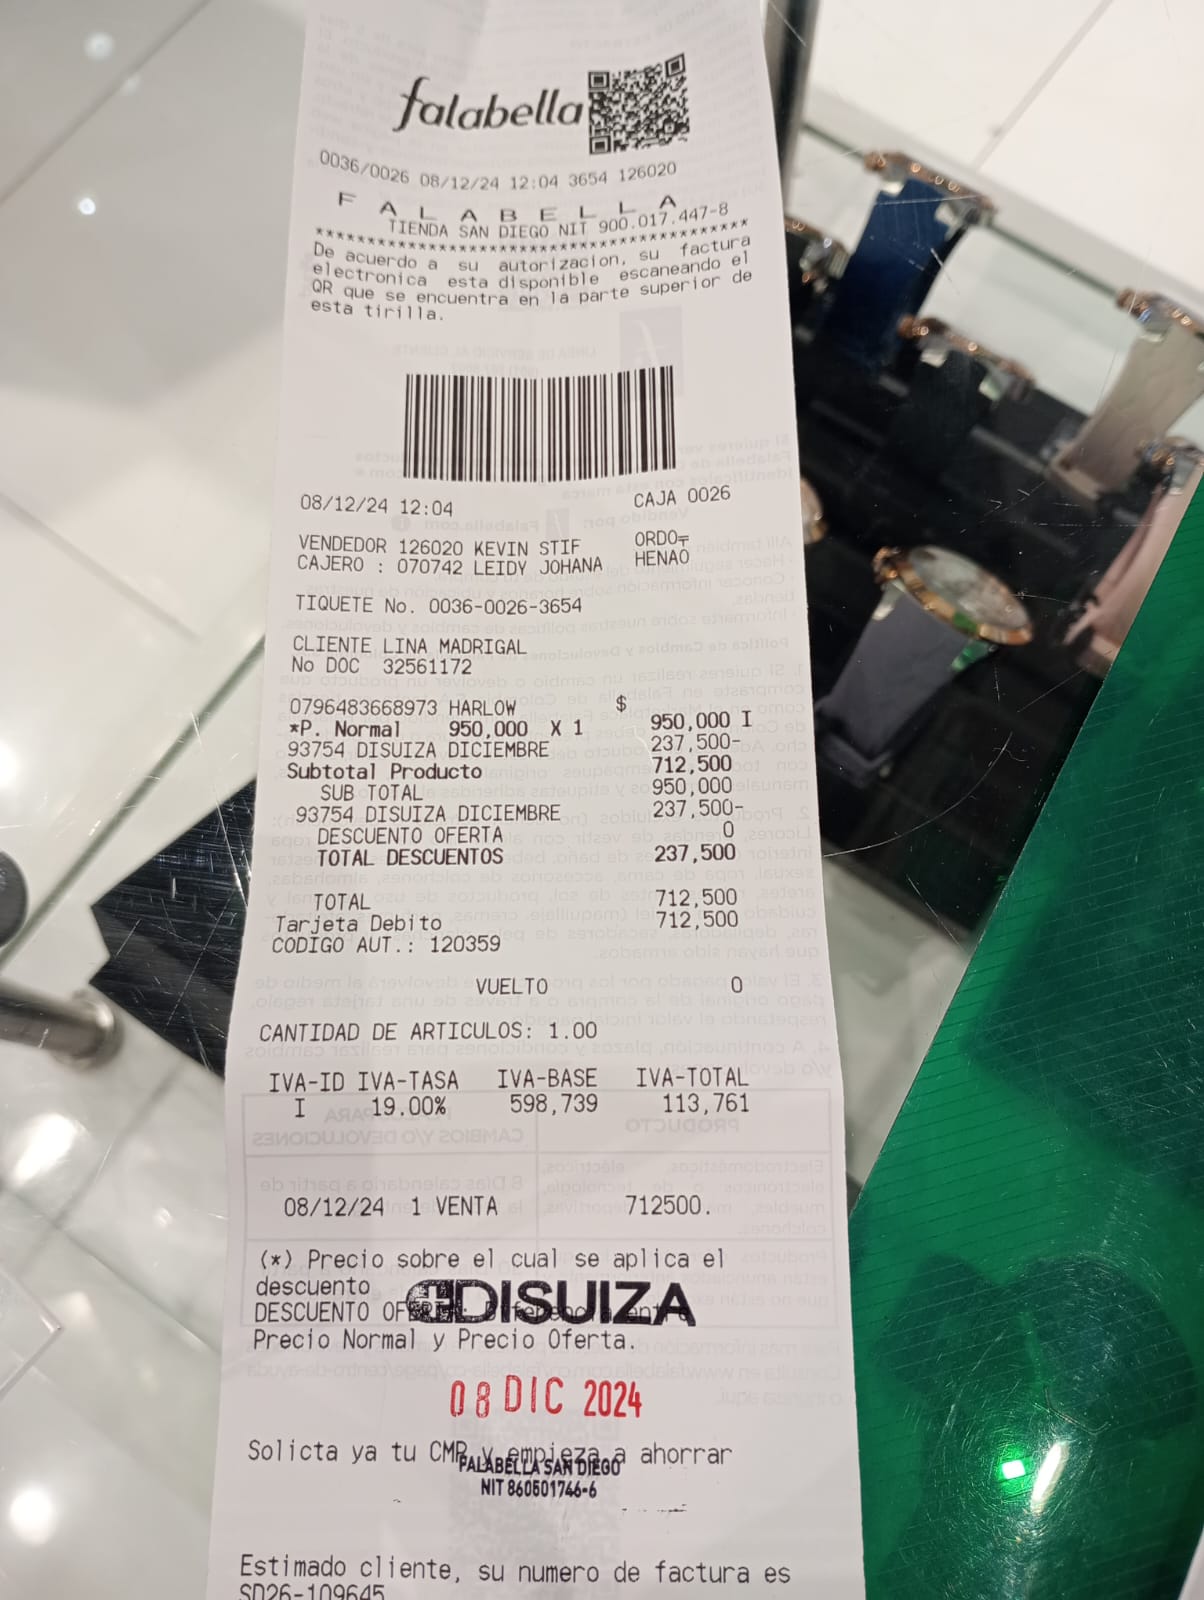 falabella
0036/0026 08/12/24 12:04 3654 126020
F A L A B E L L A
TIENDA SAN DIEGO NIT 900.017.447-8
******************************************
De acuerdo a su autorizacion, su factura
electronica esta disponible escaneando el
QR que se encuentra en la parte superior de
esta tirilla.
08/12/24 12:04 CAJA 0026
VENDEDOR 126020 KEVIN STIF ORDO
CAJERO : 070742 LEIDY JOHANA HENAO
TIQUETE No. 0036-0026-3654
CLIENTE LINA MADRIGAL
No DOC 32561172
0796483668973 HARLOW $
*P. Normal 950,000 X 1 950,000 I
93754 DISUIZA DICIEMBRE 237,500-
Subtotal Producto 712,500
SUB TOTAL 950,000
93754 DISUIZA DICIEMBRE 237,500-
DESCUENTO OFERTA 0
TOTAL DESCUENTOS 237,500
TOTAL 712,500
Tarjeta Debito 712,500
CODIGO AUT.: 120359
VUELTO 0
CANTIDAD DE ARTICULOS: 1.00
IVA-ID IVA-TASA IVA-BASE IVA-TOTAL
I 19.00% 598,739 113,761
08/12/24 1 VENTA 712500.
(*) Precio sobre el cual se aplica el
descuento
DISUIZA
DESCUENTO
Precio Normal y Precio Oferta.
08 DIC 2024
Solicta ya tu CMR y empieza a ahorrar
FALABELLA SAN DIEGO
NIT 860501746-6
Estimado cliente, su numero de factura es
SD26-109645